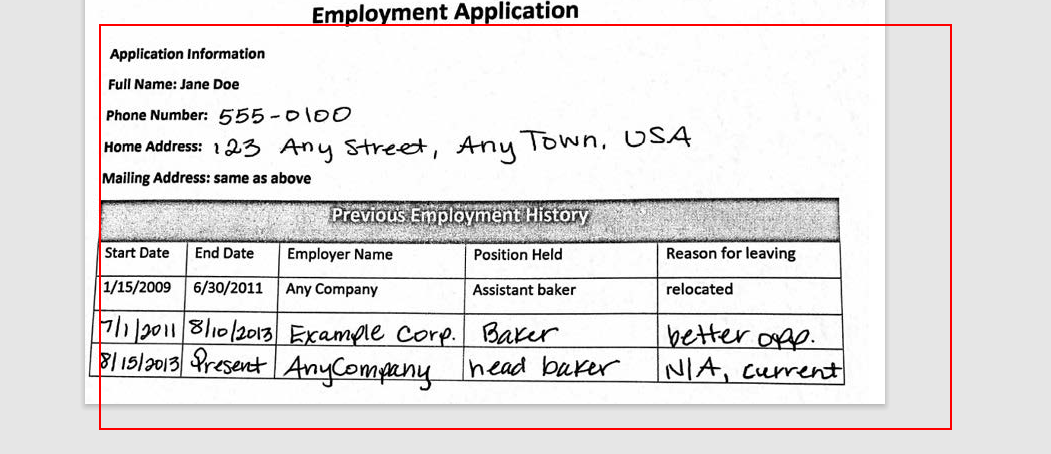 Employment Application
Application Information
Full Name: Jane Doe
Phone Number: 555-0100
Home Address: 123 Any Street, Any Town, USA
Mailing Address: same as above
Previous Employment History
Start Date End Date Employer Name Position Held Reason for leaving
1/15/2009 6/30/2011 Any Company Assistant baker relocated
7/1/2011 8/10/2013 Example Corp. Baker better opp.
8/15/2013 Present AnyCompany head baker N/A, current